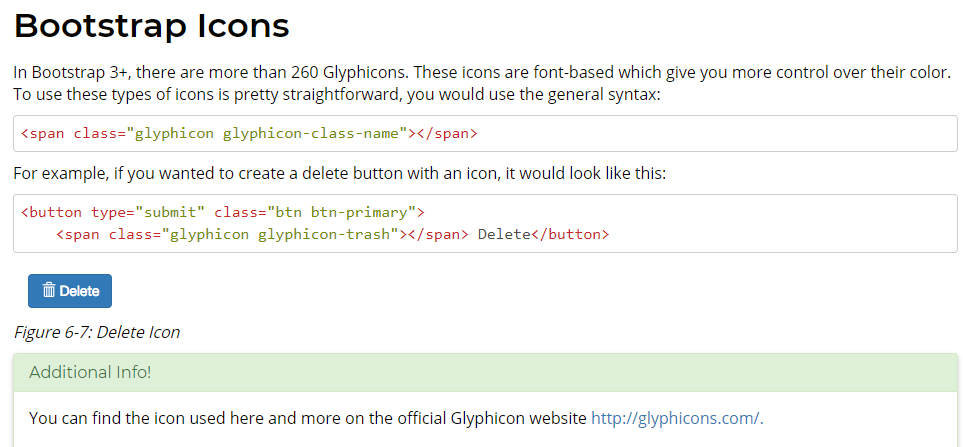 Bootstrap Icons
In Bootstrap 3+, there are more than 260 Glyphicons. These icons are font-based which give you more control over their color.
To use these types of icons is pretty straightforward, you would use the general syntax:
<span class="glyphicon glyphicon-class-name"></span>
For example, if you wanted to create a delete button with an icon, it would look like this:
<button type="submit" class="btn btn-primary">
    <span class="glyphicon glyphicon-trash"></span> Delete</button>
Delete
Figure 6-7: Delete Icon
Additional Info!
You can find the icon used here and more on the official Glyphicon website http://glyphicons.com/.